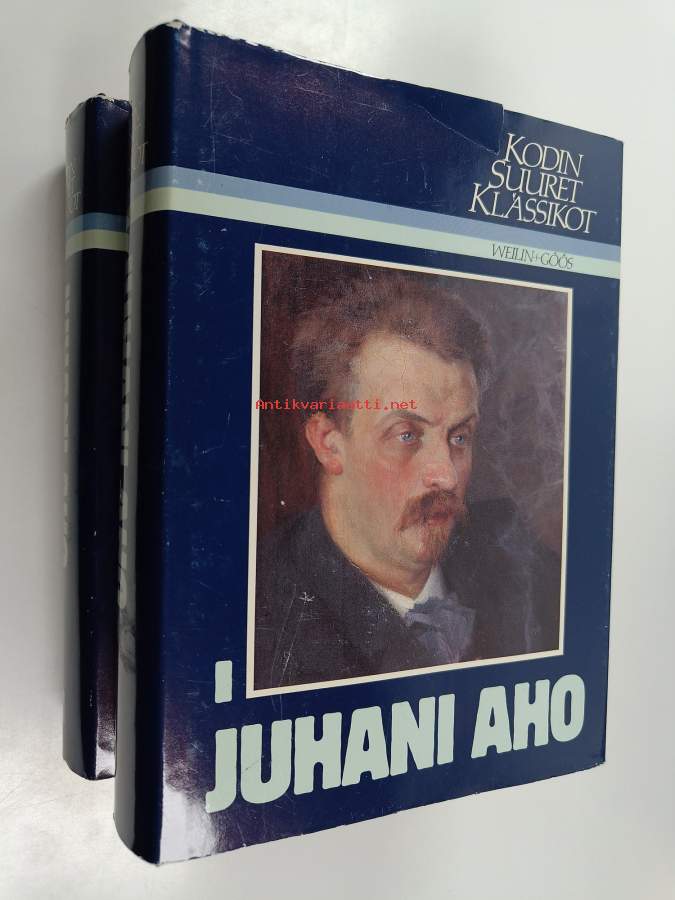 KODIN
SUURET
KLASSIKOT
WEILIN+GÖÖS
Antikvariaatti.net
I
JUHANI AHO